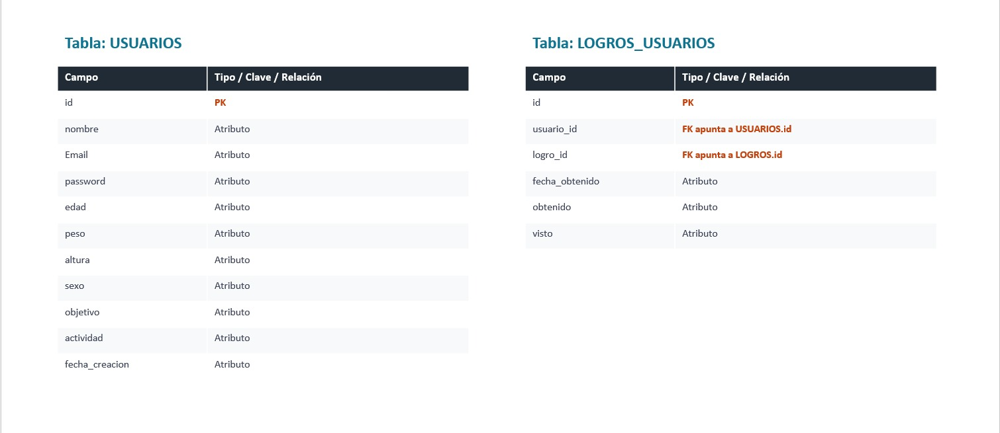 Tabla: USUARIOS
Campo Tipo / Clave / Relación
id PK
nombre Atributo
Email Atributo
password Atributo
edad Atributo
peso Atributo
altura Atributo
sexo Atributo
objetivo Atributo
actividad Atributo
fecha_creacion Atributo
Tabla: LOGROS_USUARIOS
Campo Tipo / Clave / Relación
id PK
usuario_id FK apunta a USUARIOS.id
logro_id FK apunta a LOGROS.id
fecha_obtenido Atributo
obtenido Atributo
visto Atributo